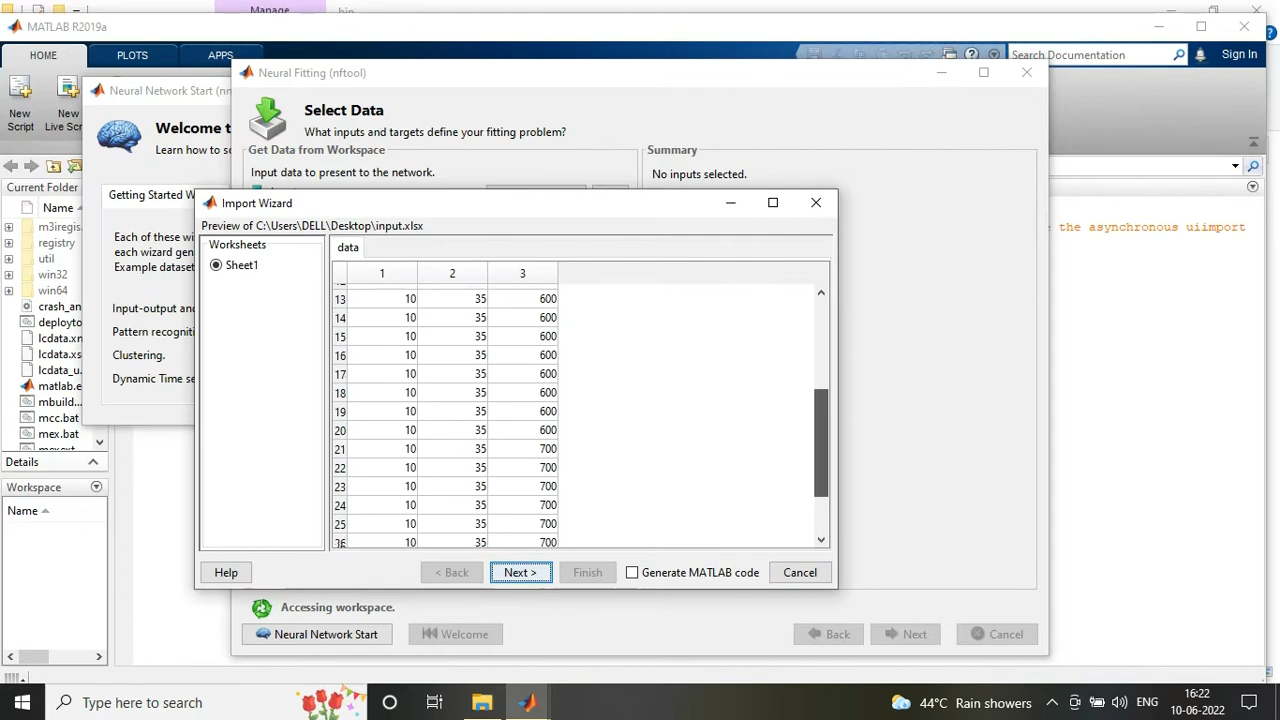 Manage
bin
MATLAB R2019a
HOME
PLOTS
APPS
Search Documentation
Sign In
New
Script
New
Live Scri
Neural Network Start (nn
Welcome t
Learn how to s
Getting Started W
Each of these wi
each wizard gen
Example dataset
Input-output an
Pattern recogniti
Clustering.
Dynamic Time se
Neural Fitting (nftool)
Select Data
What inputs and targets define your fitting problem?
Get Data from Workspace
Input data to present to the network.
Summary
No inputs selected.
Current Folder
Name
m3iregis
registry
util
win32
win64
crash_an
deployto
lcdata.xn
lcdata.xs
lcdata_u
matlab.e
mbuild.
mcc.bat
mex.bat
Details
Workspace
Name
e the asynchronous uiimport
Import Wizard
Preview of C:\Users\DELL\Desktop\input.xlsx
Worksheets
Sheet1
data
1 2 3
13 10 35 600
14 10 35 600
15 10 35 600
16 10 35 600
17 10 35 600
18 10 35 600
19 10 35 600
20 10 35 600
21 10 35 700
22 10 35 700
23 10 35 700
24 10 35 700
25 10 35 700
26 10 35 700
Help
< Back
Next >
Finish
Generate MATLAB code
Cancel
Accessing workspace.
Neural Network Start
Welcome
Back
Next
Cancel
Type here to search
44°C Rain showers
ENG
16:22
10-06-2022